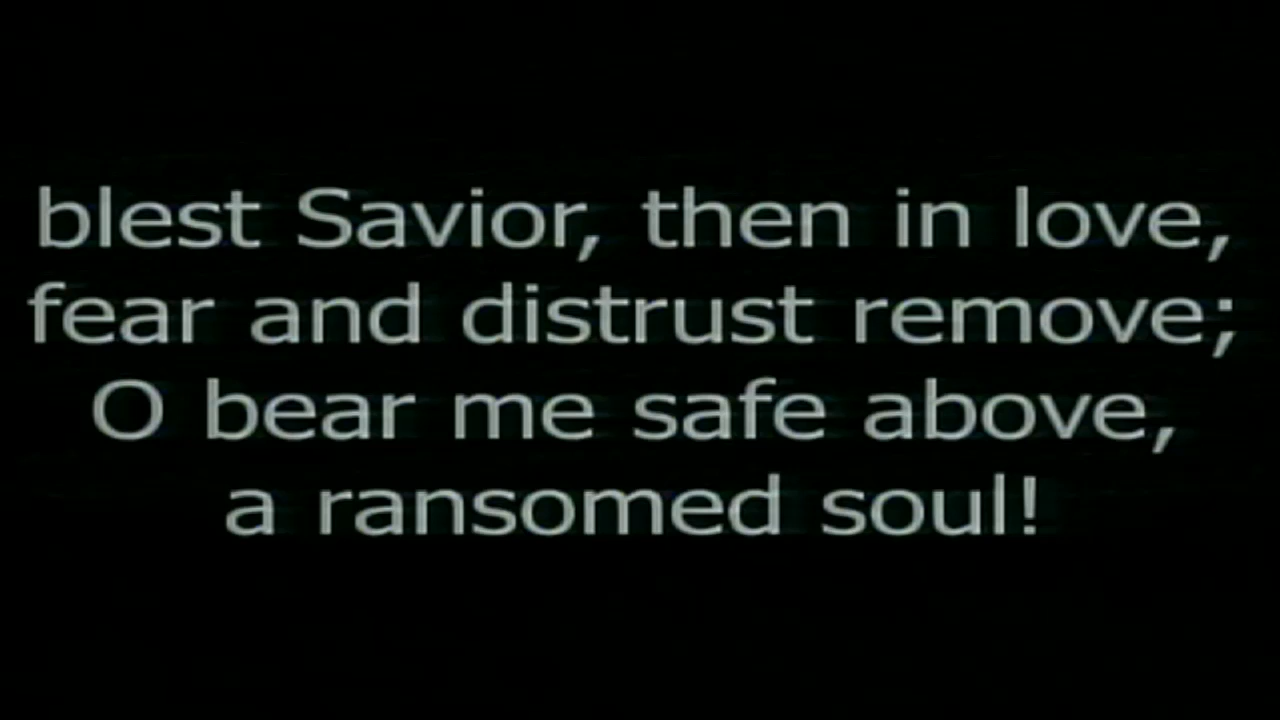 blest Savior, then in love,
fear and distrust remove;
O bear me safe above,
a ransomed soul!